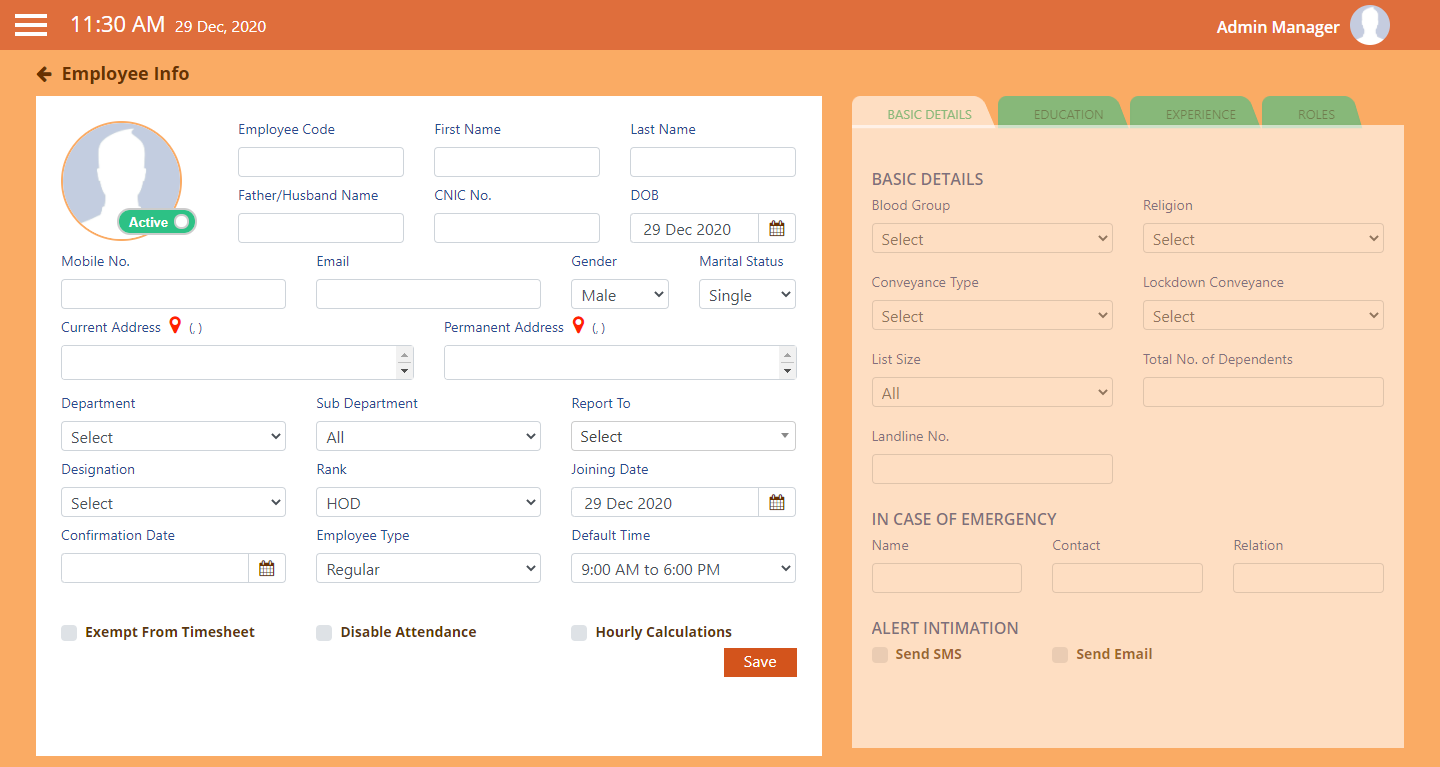 11:30 AM 29 Dec, 2020
Admin Manager
Employee Info
Active
Employee Code First Name Last Name
Father/Husband Name CNIC No. DOB
29 Dec 2020
Mobile No. Email Gender Marital Status
Male Single
Current Address (, ) Permanent Address (, )
Department Sub Department Report To
Select All Select
Designation Rank Joining Date
Select HOD 29 Dec 2020
Confirmation Date Employee Type Default Time
Regular 9:00 AM to 6:00 PM
Exempt From Timesheet Disable Attendance Hourly Calculations
Save
BASIC DETAILS EDUCATION EXPERIENCE ROLES
BASIC DETAILS
Blood Group Religion
Select Select
Conveyance Type Lockdown Conveyance
Select Select
List Size Total No. of Dependents
All
Landline No.
IN CASE OF EMERGENCY
Name Contact Relation
ALERT INTIMATION
Send SMS Send Email